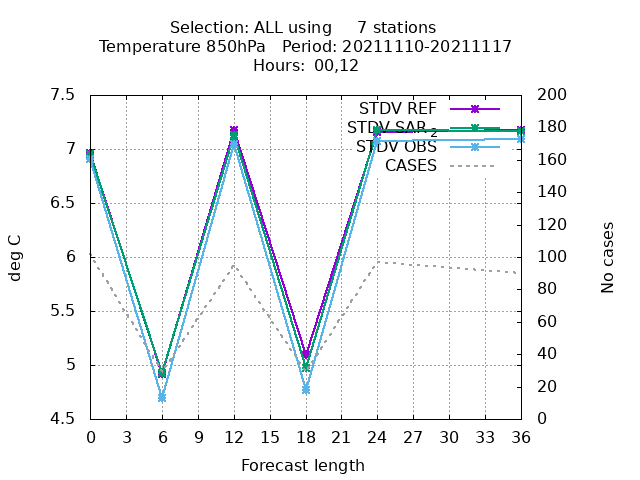 Selection: ALL using     7 stations
Temperature 850hPa   Period: 20211110-20211117
Hours:  00,12
7.5
7
6.5
6
5.5
5
4.5
deg C
200
180
160
140
120
100
80
60
40
20
0
No cases
STDV REF
STDV SAR_2
STDV OBS
CASES
0 3 6 9 12 15 18 21 24 27 30 33 36
Forecast length